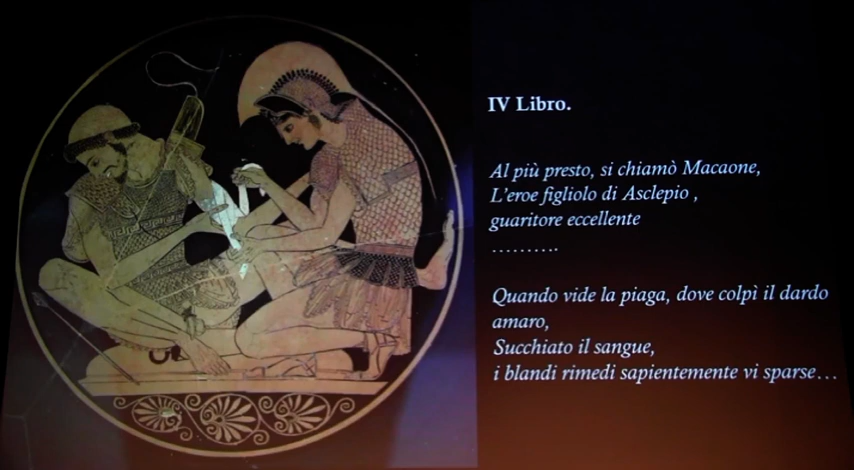 IV Libro.
Al più presto, si chiamò Macaone,
L'eroe figliolo di Asclepio ,
guaritore eccellente
……….
Quando vide la piaga, dove colpì il dardo
amaro,
Succhiato il sangue,
i blandi rimedi sapientemente vi sparse…